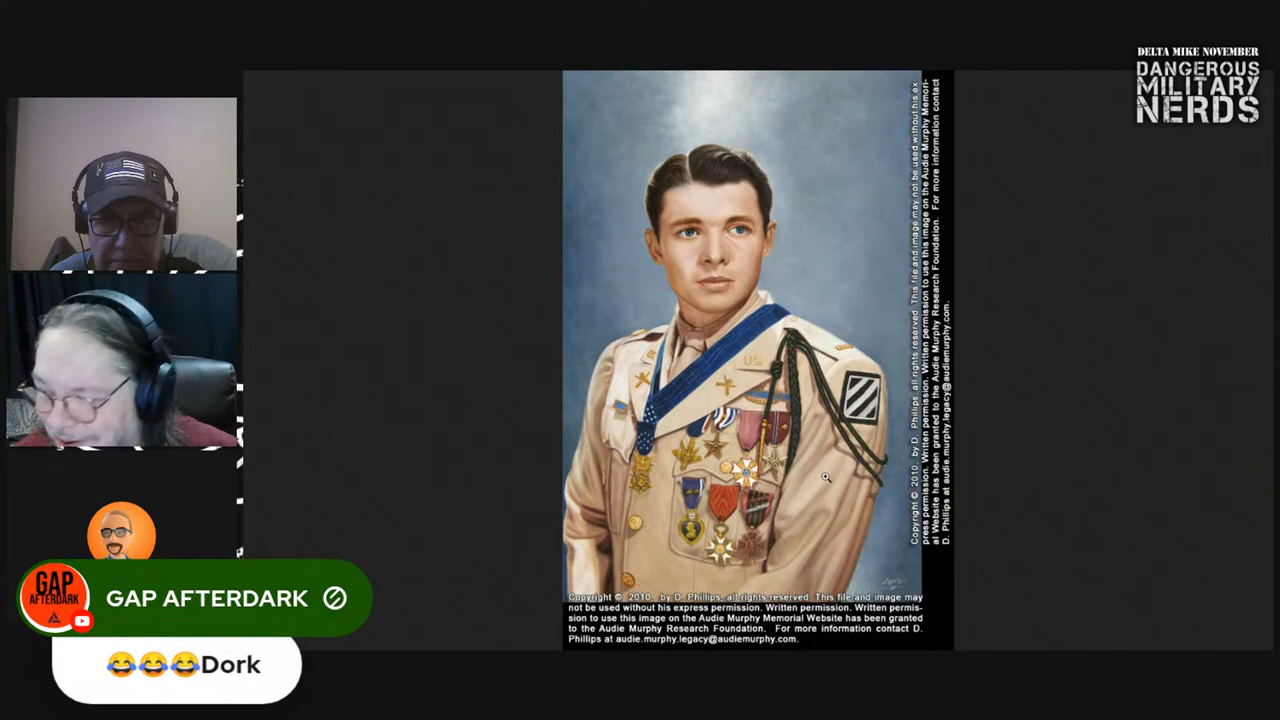 DELTA MIKE NOVEMBER
DANGEROUS
MILITARY
NERDS
U.S.
Copyright © 2010, by D. Phillips, all rights reserved. This file and image may not be used without his ex-
press permission. Written permission. Written permission to use this image on the Audie Murphy Memori-
al Website has been granted to the Audie Murphy Research Foundation. For more information contact
D. Phillips at audie.murphy.legacy@audiemurphy.com.
Copyright © 2010, by D. Phillips, all rights reserved. This file and image may
not be used without his express permission. Written permission. Written permis-
sion to use this image on the Audie Murphy Memorial Website has been granted
to the Audie Murphy Research Foundation. For more information contact D.
Phillips at audie.murphy.legacy@audiemurphy.com.
GAP
AFTERDARK
GAP AFTERDARK
😂😂😂Dork